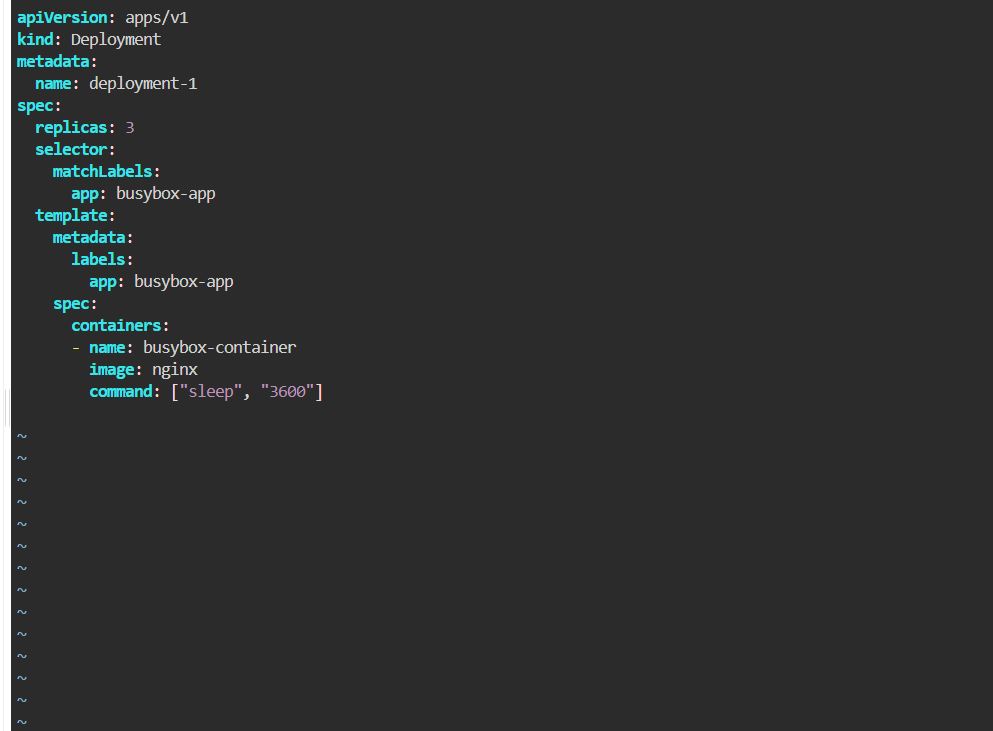 apiVersion: apps/v1
kind: Deployment
metadata:
  name: deployment-1
spec:
  replicas: 3
  selector:
    matchLabels:
      app: busybox-app
  template:
    metadata:
      labels:
        app: busybox-app
    spec:
      containers:
      - name: busybox-container
        image: nginx
        command: ["sleep", "3600"]

~
~
~
~
~
~
~
~
~
~
~
~
~
~